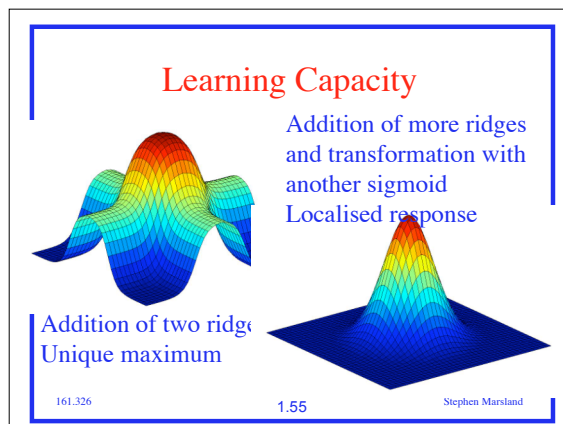 Learning Capacity
Addition of more ridges
and transformation with
another sigmoid
Localised response
Addition of two ridge
Unique maximum
161.326
1.55
Stephen Marsland